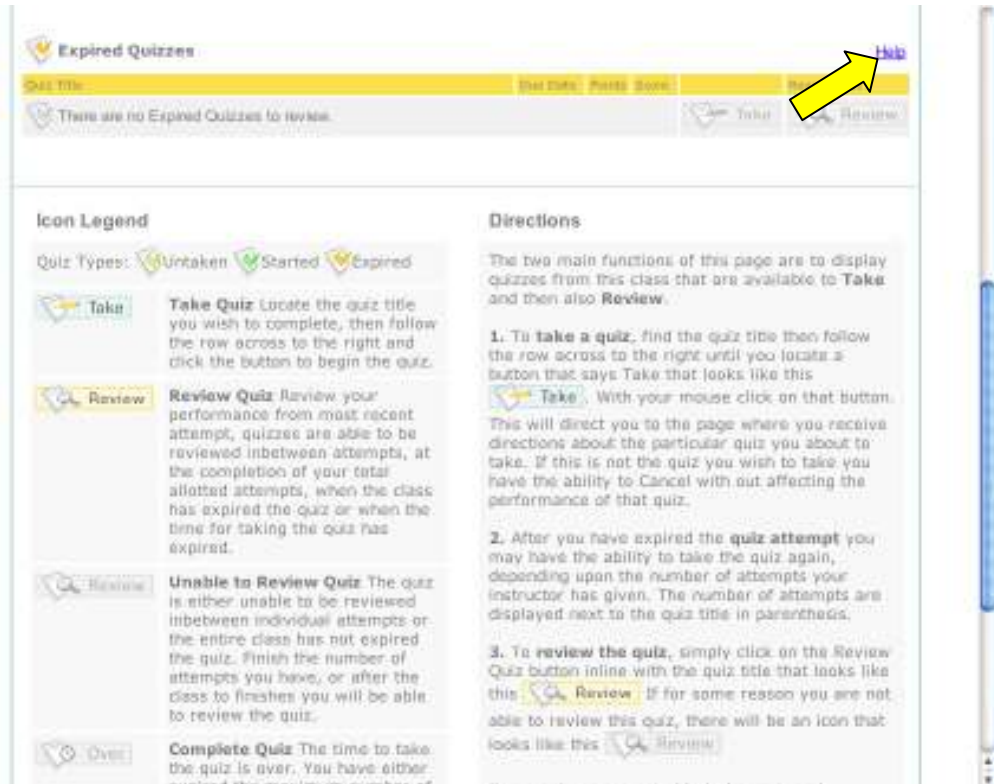 Expired Quizzes
Help
Quiz Title Due Date Points Score
There are no Expired Quizzes to review. Take Review
Icon Legend
Quiz Types: Untaken Started Expired
Take
Take Quiz Locate the quiz title
you wish to complete, then follow
the row across to the right and
click the button to begin the quiz.
Review
Review Quiz Review your
performance from most recent
attempt, quizzes are able to be
reviewed inbetween attempts, at
the completion of your total
allotted attempts, when the class
has expired the quiz or when the
time for taking the quiz has
expired.
Review
Unable to Review Quiz The quiz
is either unable to be reviewed
inbetween individual attempts or
the entire class has not expired
the quiz. Finish the number of
attempts you have, or after the
class to finishes you will be able
to review the quiz.
Over
Complete Quiz The time to take
the quiz is over. You have either
Directions
The two main functions of this page are to display
quizzes from this class that are available to Take
and then also Review.
1. To take a quiz, find the quiz title then follow
the row across to the right until you locate a
button that says Take that looks like this
Take . With your mouse click on that button.
This will direct you to the page where you receive
directions about the particular quiz you about to
take. If this is not the quiz you wish to take you
have the ability to Cancel with out affecting the
performance of that quiz.
2. After you have expired the quiz attempt you
may have the ability to take the quiz again,
depending upon the number of attempts your
instructor has given. The number of attempts are
displayed next to the quiz title in parenthesis.
3. To review the quiz, simply click on the Review
Quiz button inline with the quiz title that looks like
this Review If for some reason you are not
able to review this quiz, there will be an icon that
looks like this Review